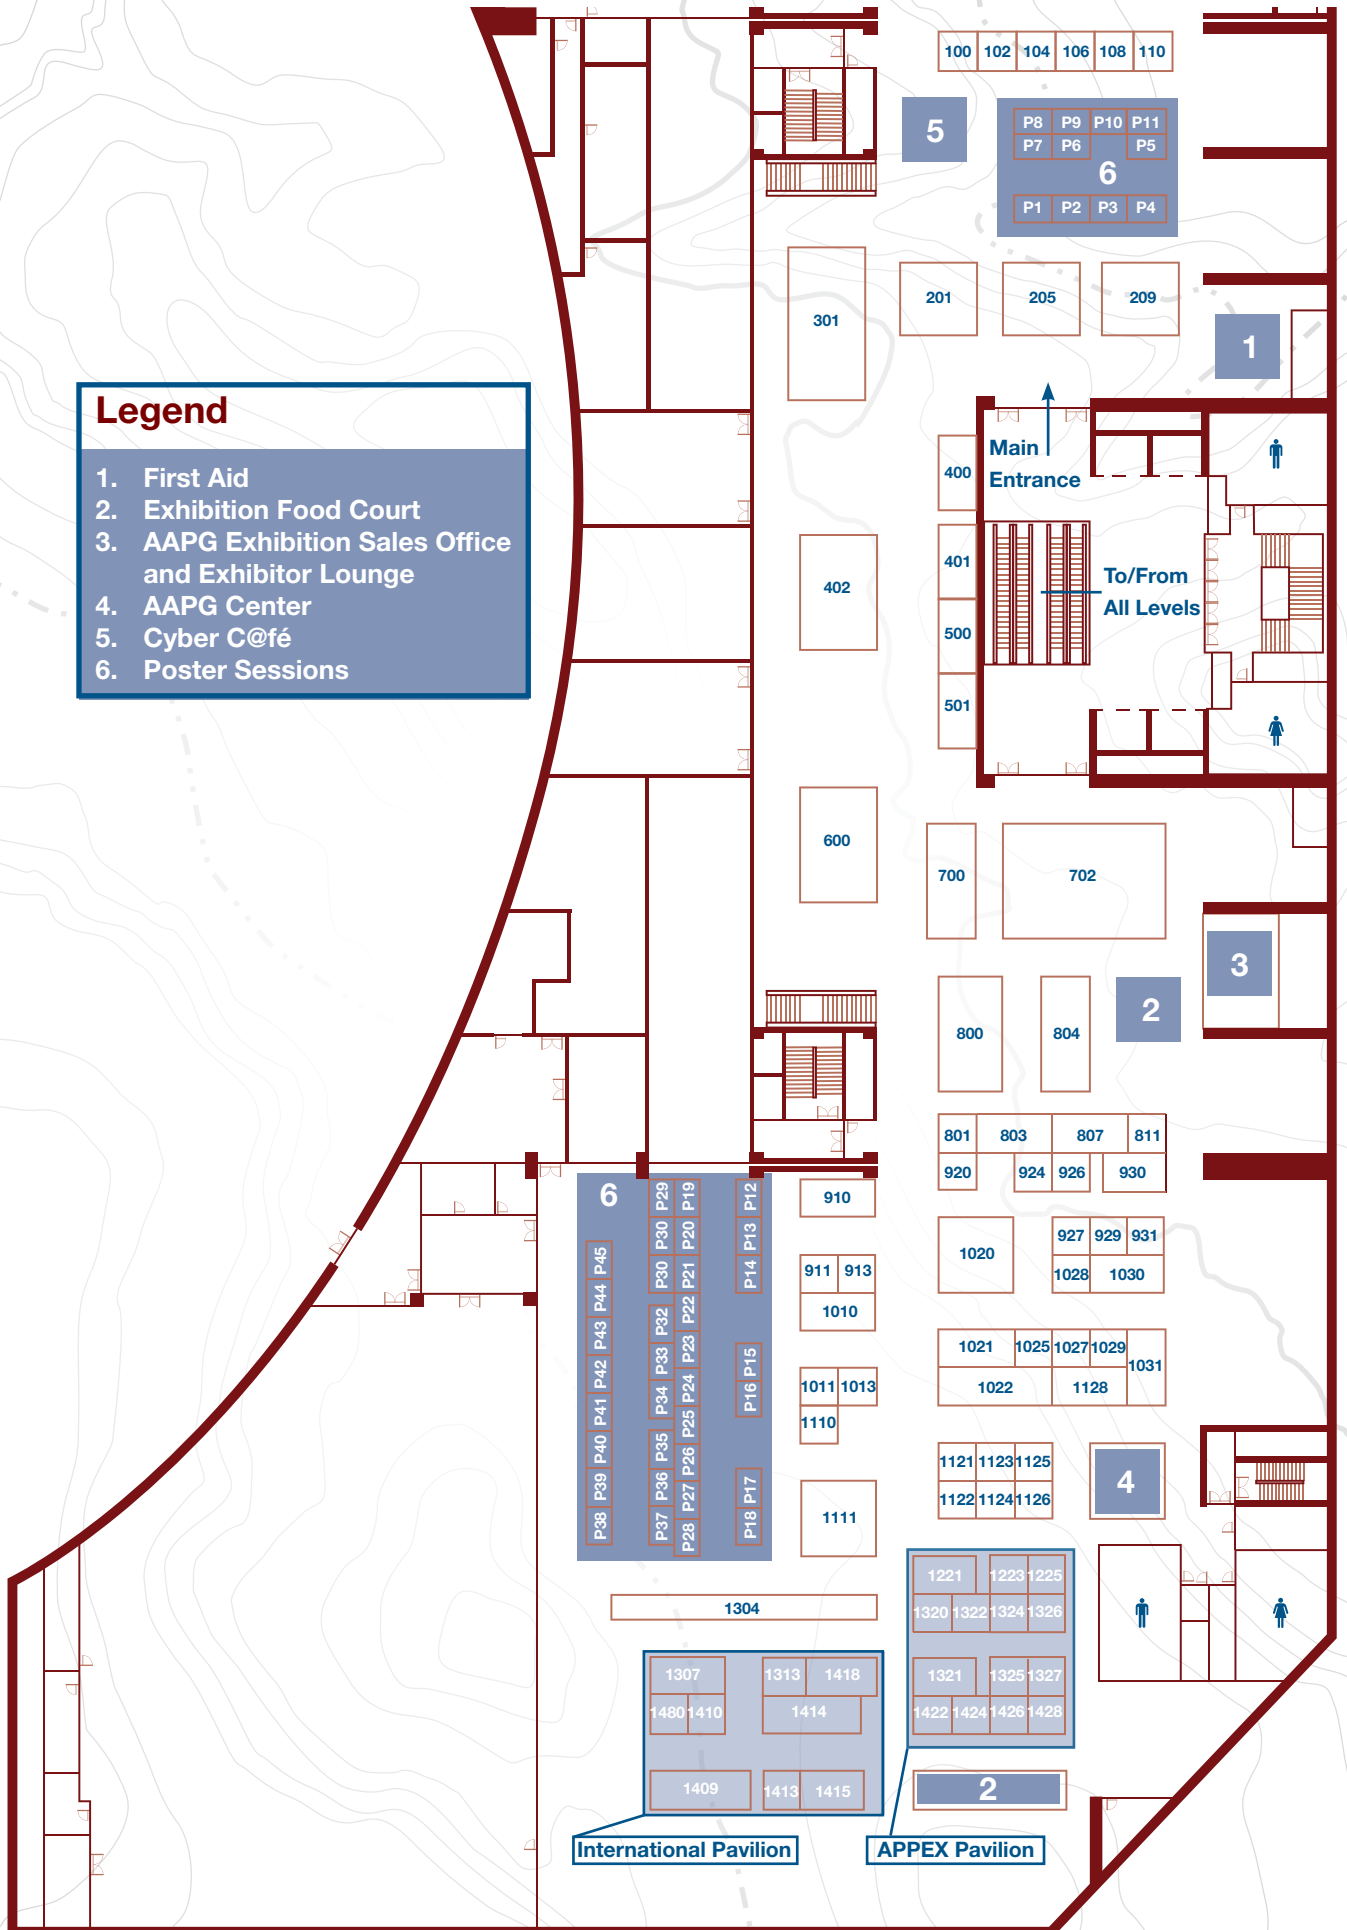 100 102 104 106 108 110
5
P8 P9 P10 P11
P7 P6 P5
6
P1 P2 P3 P4
301
201 205 209
1
Legend
1. First Aid
2. Exhibition Food Court
3. AAPG Exhibition Sales Office
and Exhibitor Lounge
4. AAPG Center
5. Cyber C@fé
6. Poster Sessions
Main
Entrance
400
401
402
500
501
To/From
All Levels
600
700 702
3
2
800 804
801 803 807 811
920 924 926 930
6
P29 P19 P12
P30 P20 P13
P45 P30 P21 P14
P44 P32 P22
P43 P33 P23 P15
P42 P34 P24 P16
P41 P25
P40 P35 P26
P39 P36 P27 P17
P38 P37 P28 P18
910
911 913
1010
1020
927 929 931
1028 1030
1011 1013
1110
1021 1025 1027 1029 1031
1022 1128
1111
1121 1123 1125
1122 1124 1126
4
1221 1223 1225
1320 1322 1324 1326
1304
1307 1313 1418
1480 1410 1414
1409 1413 1415
1321 1325 1327
1422 1424 1426 1428
2
International Pavilion
APPEX Pavilion